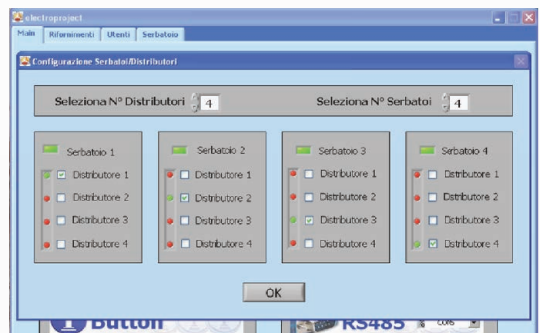 electroproject
Main Rifornimenti Utenti Serbatoio
Configurazione Serbatoi/Distributori
Seleziona N° Distributori 4 Seleziona N° Serbatoi 4
Serbatoio 1
Distributore 1
Distributore 2
Distributore 3
Distributore 4
Serbatoio 2
Distributore 1
Distributore 2
Distributore 3
Distributore 4
Serbatoio 3
Distributore 1
Distributore 2
Distributore 3
Distributore 4
Serbatoio 4
Distributore 1
Distributore 2
Distributore 3
Distributore 4
OK
Button RS485